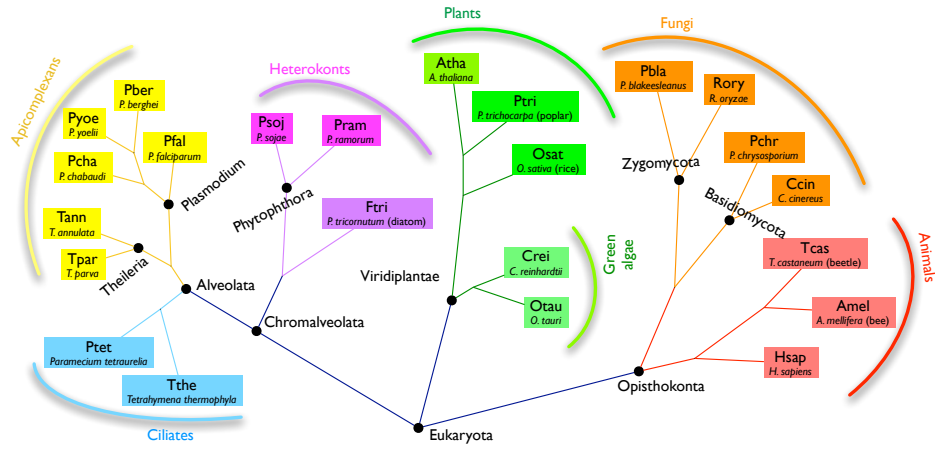 Plants
Fungi
Apicomplexans
Heterokonts
Atha
A. thaliana
Pbla
P. blakeesleanus
Rory
R. oryzae
Pber
P. berghei
Ptri
P. trichocarpa (poplar)
Pyoe
P. yoelii
Psoj
P. sojae
Pram
P. ramorum
Pfal
P. falciparum
Pchr
P. chrysosporium
Pcha
P. chabaudi
Osat
O. sativa (rice)
Zygomycota
Plasmodium
Ccin
C. cinereus
Phytophthora
Basidiomycota
Tann
T. annulata
Ftri
P. tricornutum (diatom)
Tcas
T. castaneum (beetle)
Animals
Tpar
T. parva
Theileria
Crei
C. reinhardtii
Green
algae
Viridiplantae
Alveolata
Otau
O. tauri
Amel
A. mellifera (bee)
Chromalveolata
Ptet
Paramecium tetraurelia
Hsap
H. sapiens
Tthe
Tetrahymena thermophyla
Opisthokonta
Ciliates
Eukaryota